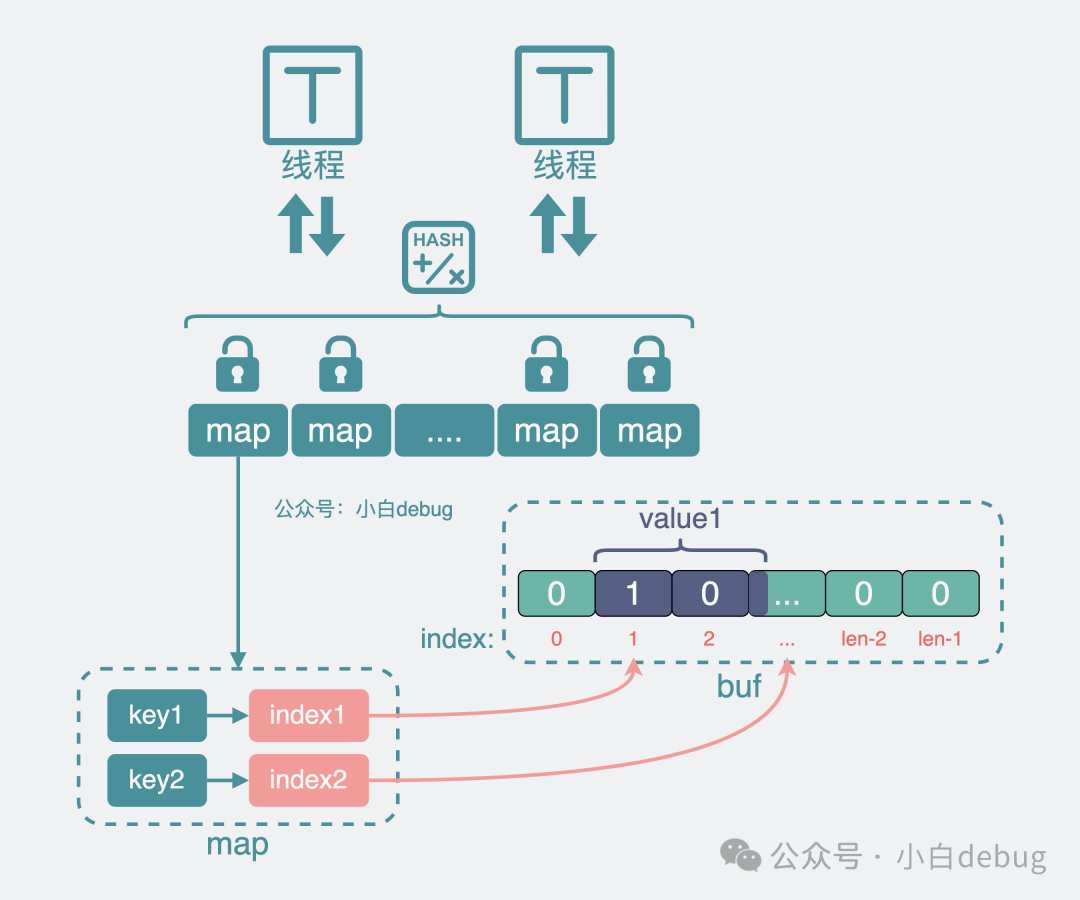 T T
线程 线程
HASH
+/×
map map .... map map
公众号：小白debug
value1
0 1 0 ... 0 0
index: 0 1 2 ... len-2 len-1
buf
key1 index1
key2 index2
map
公众号 · 小白debug